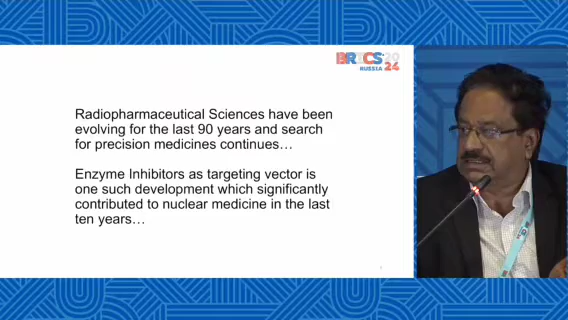 BRICS 20
RUSSIA 24
Radiopharmaceutical Sciences have been
evolving for the last 90 years and search
for precision medicines continues…
Enzyme Inhibitors as targeting vector is
one such development which significantly
contributed to nuclear medicine in the last
ten years…